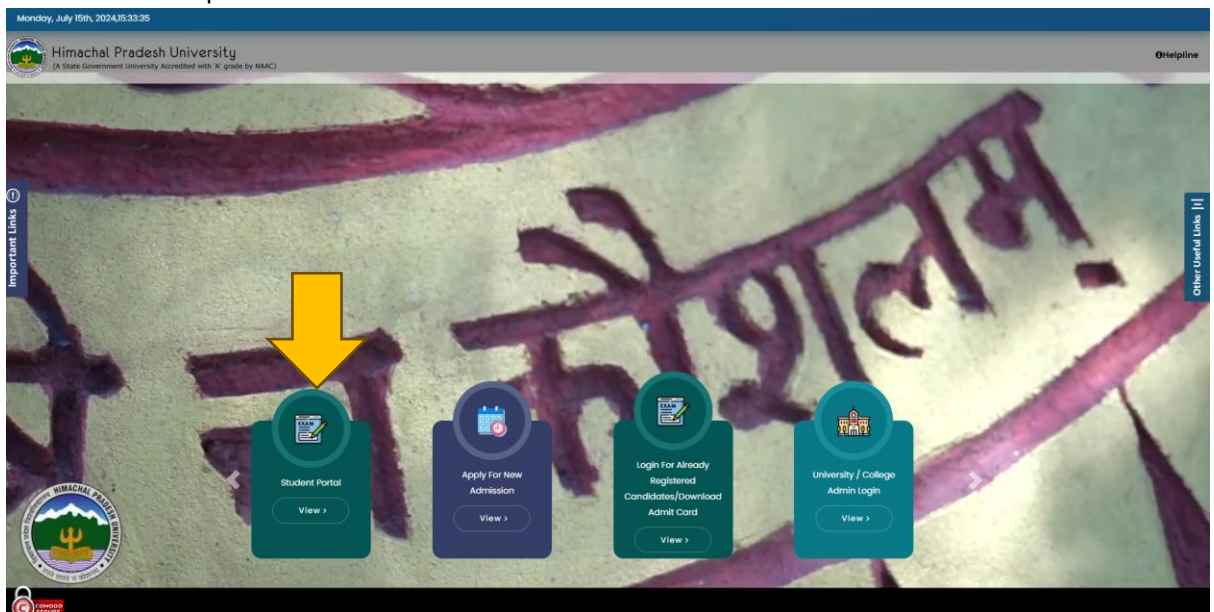 Monday, July 15th, 2024,15:33:35
Himachal Pradesh University
(A State Government University Accredited with 'A' grade by NAAC)
Helpline
Important Links
Other Useful Links
कौशलम्
EXAM
Student Portal
View >
Apply For New
Admission
View >
EXAM
Login For Already
Registered
Candidates/Download
Admit Card
View >
University / College
Admin Login
View >
HIMACHAL PRADESH UNIVERSITY
COMODO
SECURE